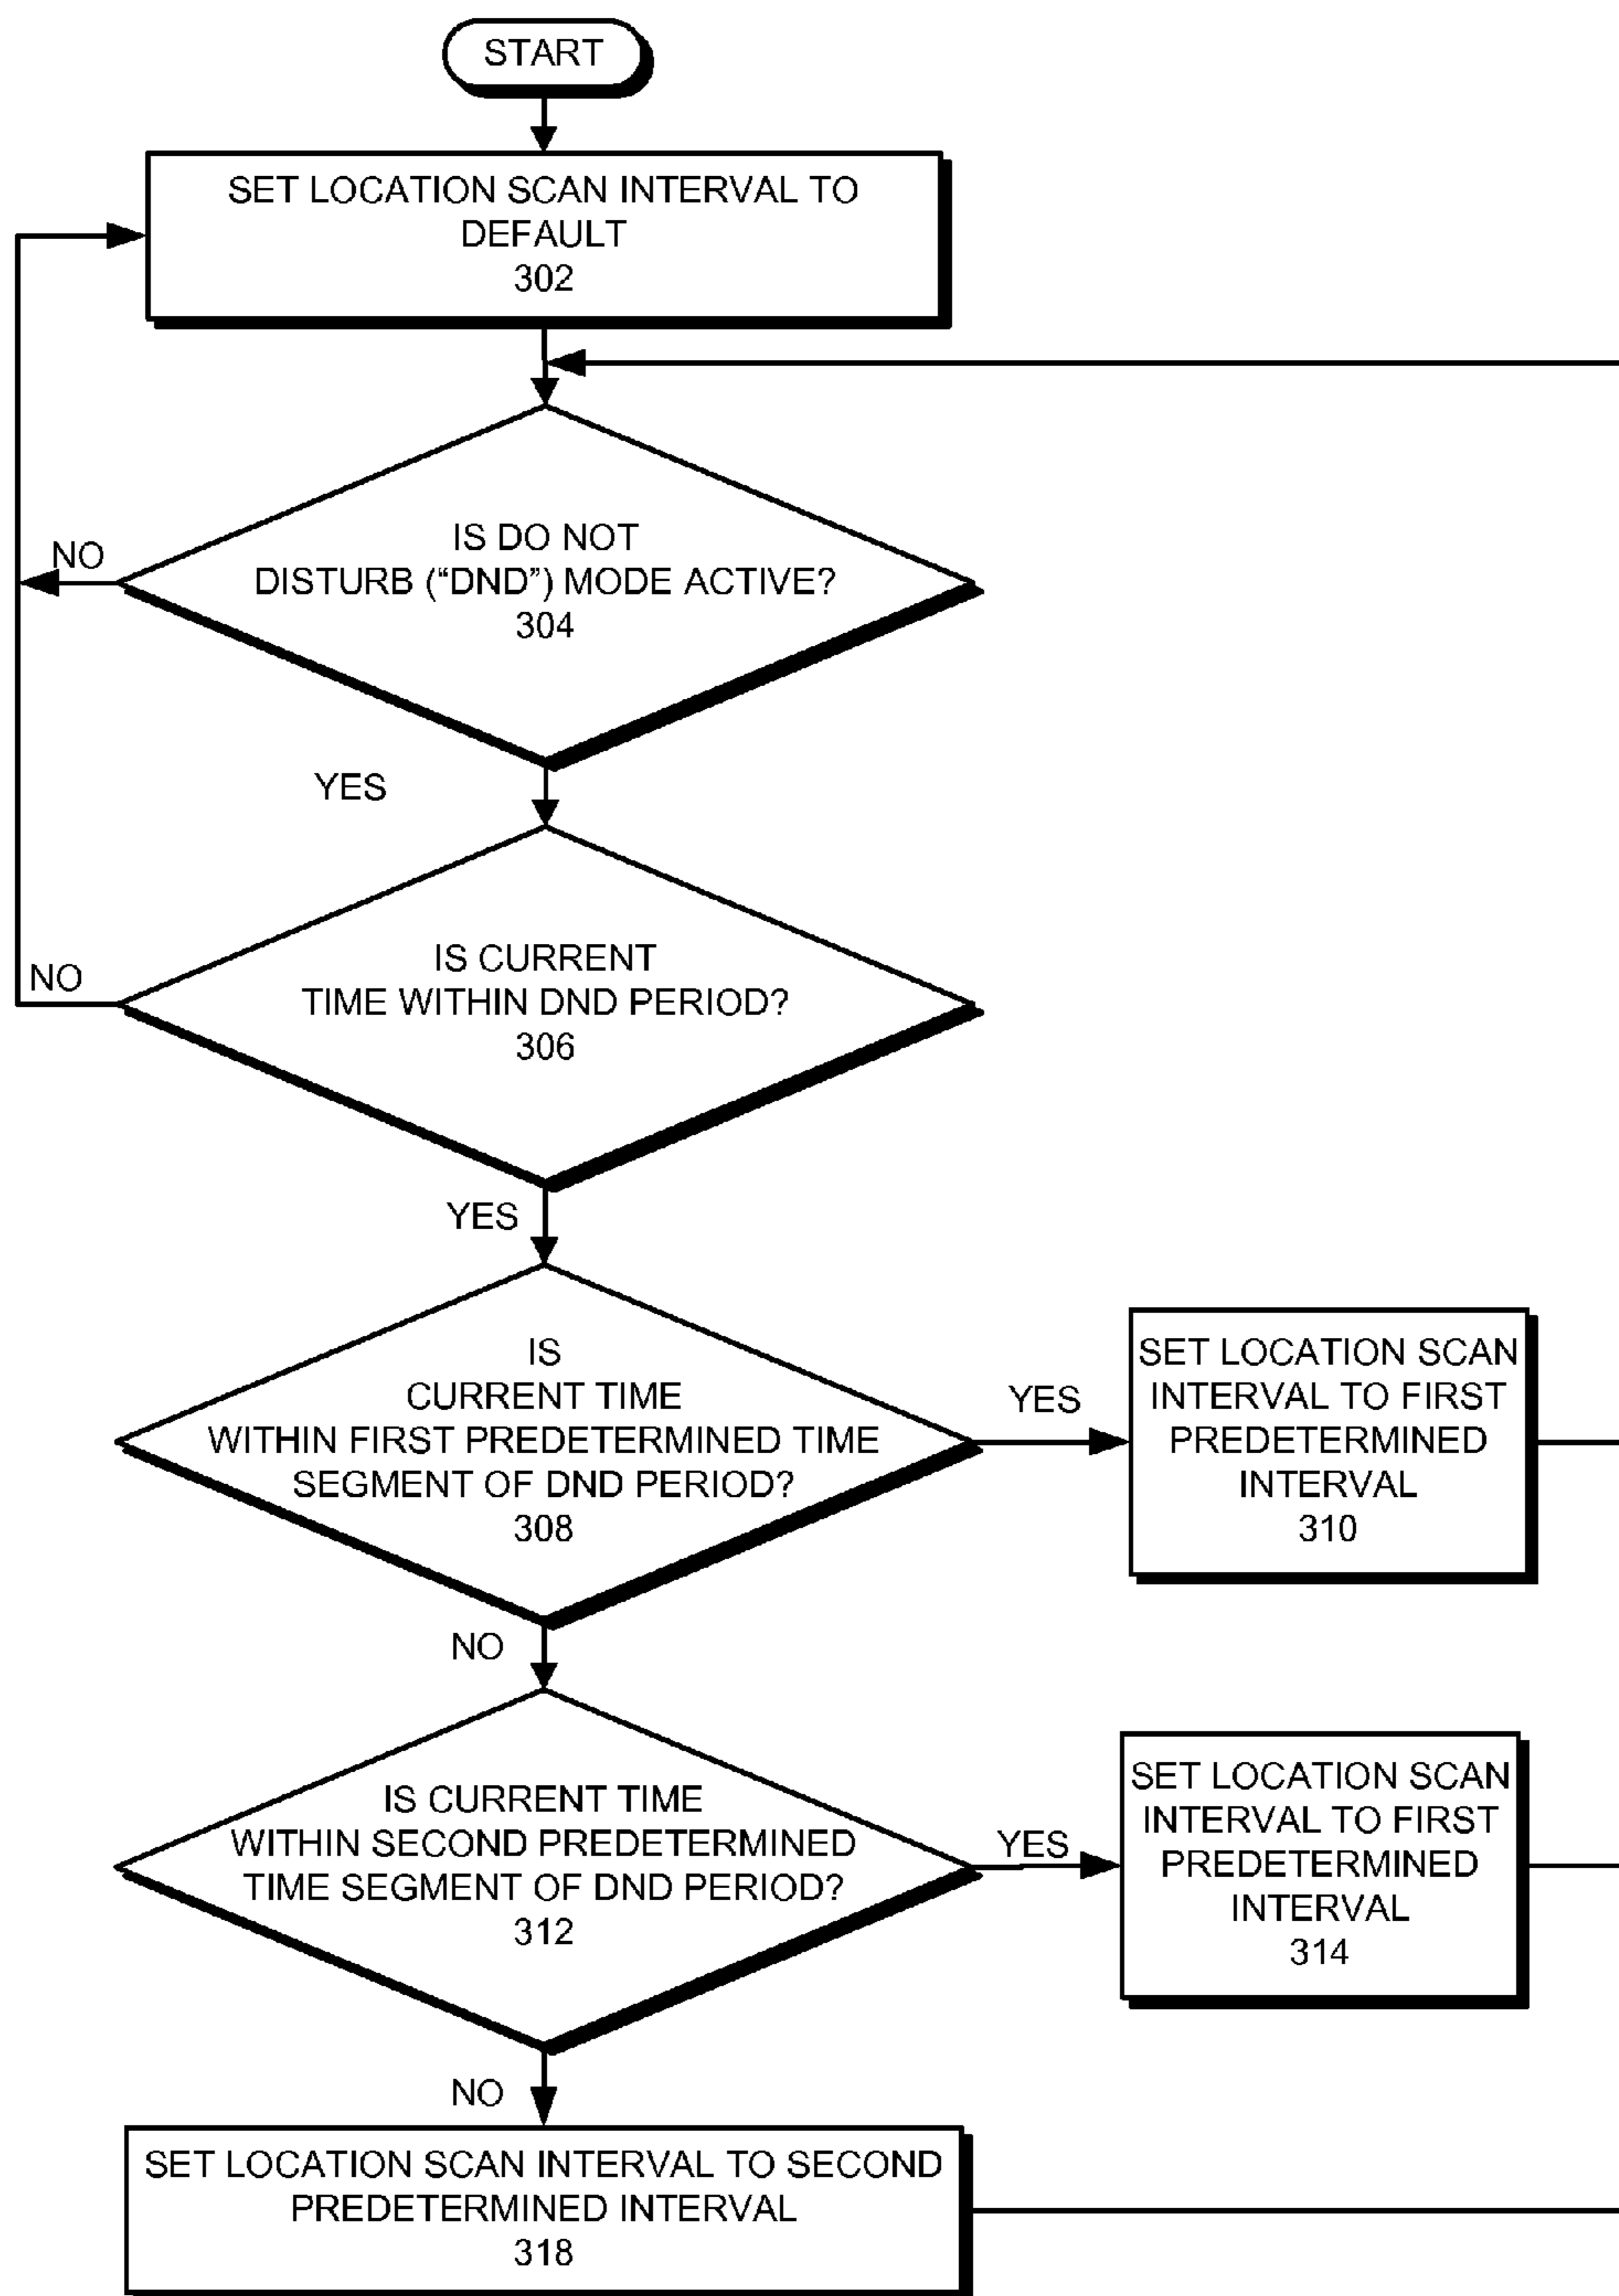 START
SET LOCATION SCAN INTERVAL TO
DEFAULT
302
IS DO NOT
DISTURB (“DND”) MODE ACTIVE?
304
NO
YES
IS CURRENT
TIME WITHIN DND PERIOD?
306
NO
YES
IS
CURRENT TIME
WITHIN FIRST PREDETERMINED TIME
SEGMENT OF DND PERIOD?
308
YES
SET LOCATION SCAN
INTERVAL TO FIRST
PREDETERMINED
INTERVAL
310
NO
IS CURRENT TIME
WITHIN SECOND PREDETERMINED
TIME SEGMENT OF DND PERIOD?
312
YES
SET LOCATION SCAN
INTERVAL TO FIRST
PREDETERMINED
INTERVAL
314
NO
SET LOCATION SCAN INTERVAL TO SECOND
PREDETERMINED INTERVAL
318